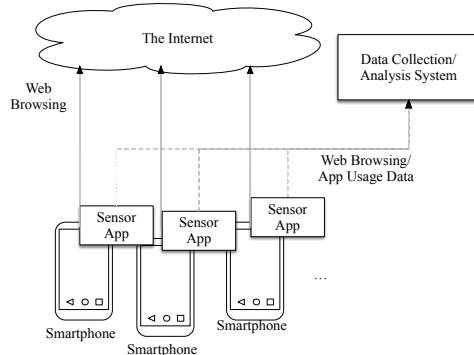 The Internet
Data Collection/
Analysis System
Web
Browsing
Web Browsing/
App Usage Data
Sensor
App
Sensor
App
Sensor
App
...
Smartphone
Smartphone
Smartphone